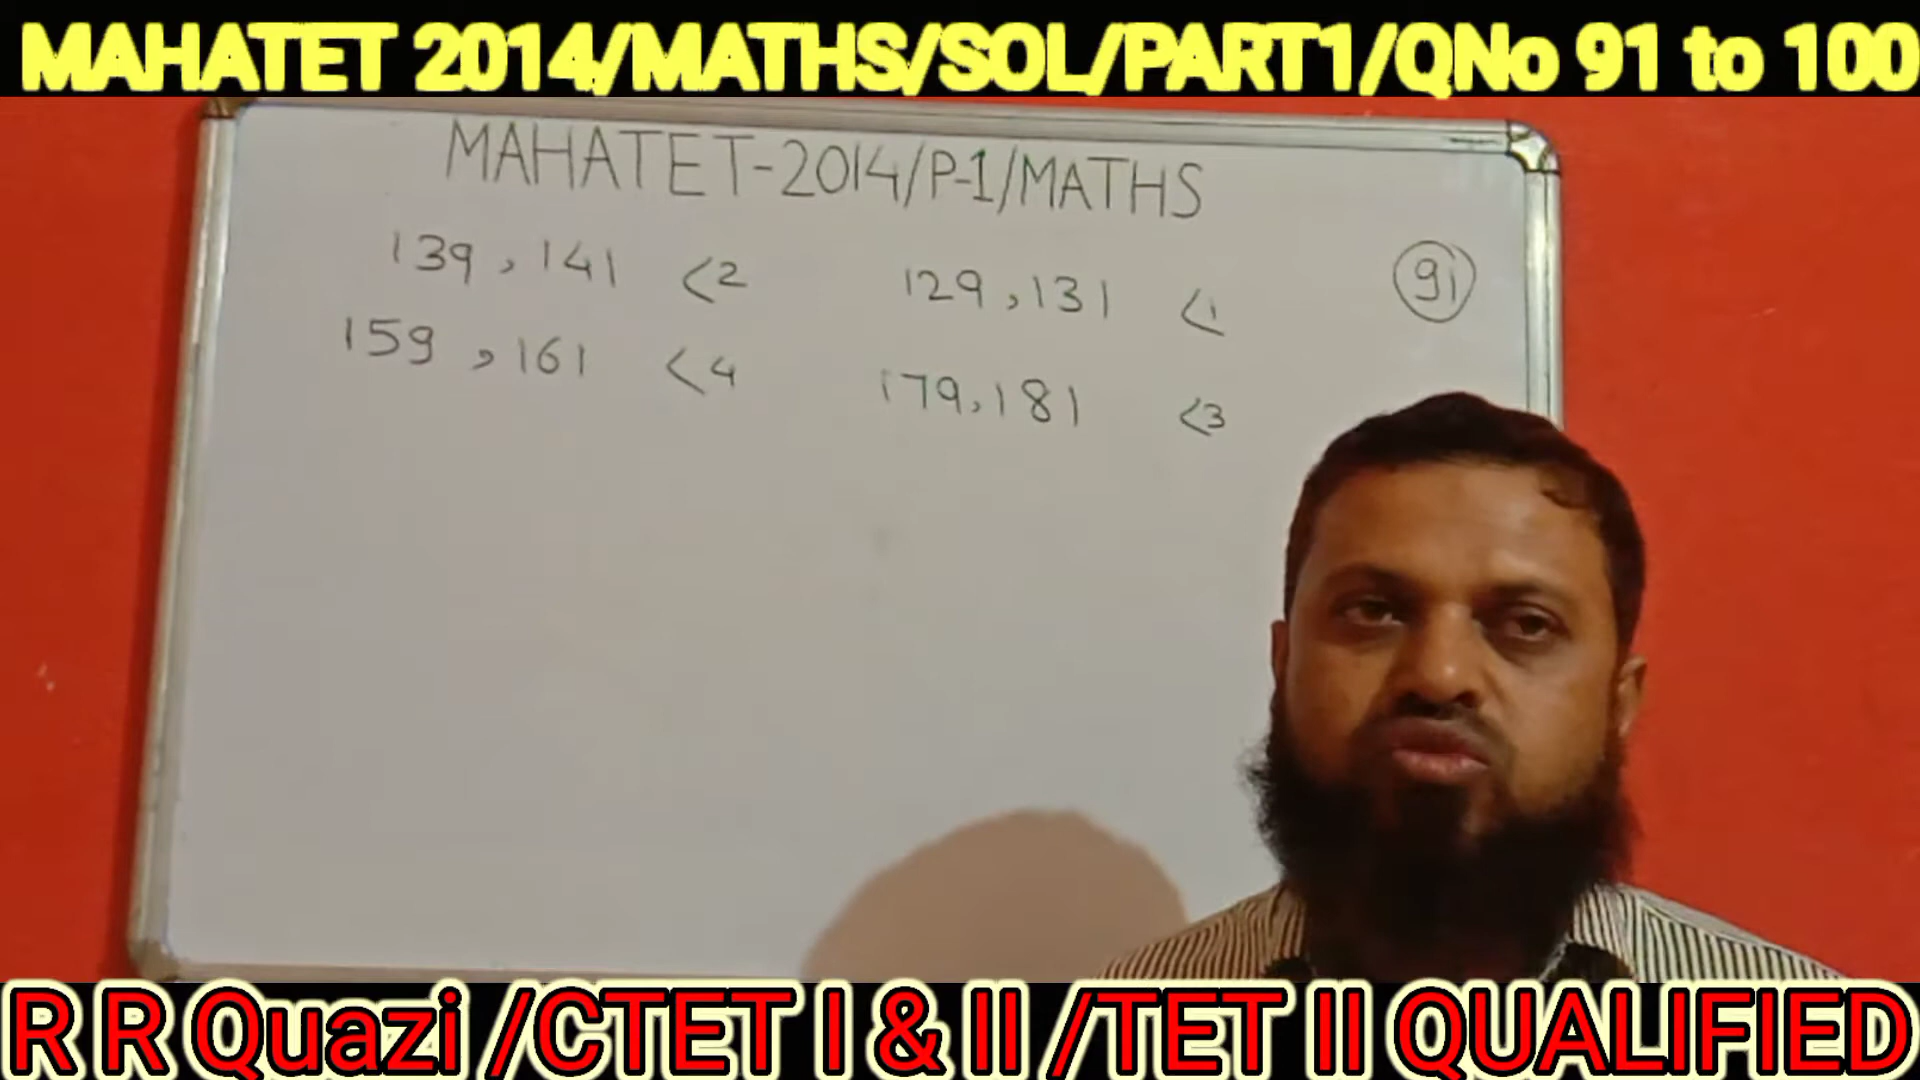 MAHATET 2014/MATHS/SOL/PART1/QNo 91 to 100
MAHATET-2014/P-1/MATHS
91
129,131 <1
139,141 <2
179,181 <3
159,161 <4
R R Quazi /CTET I & II /TET II QUALIFIED